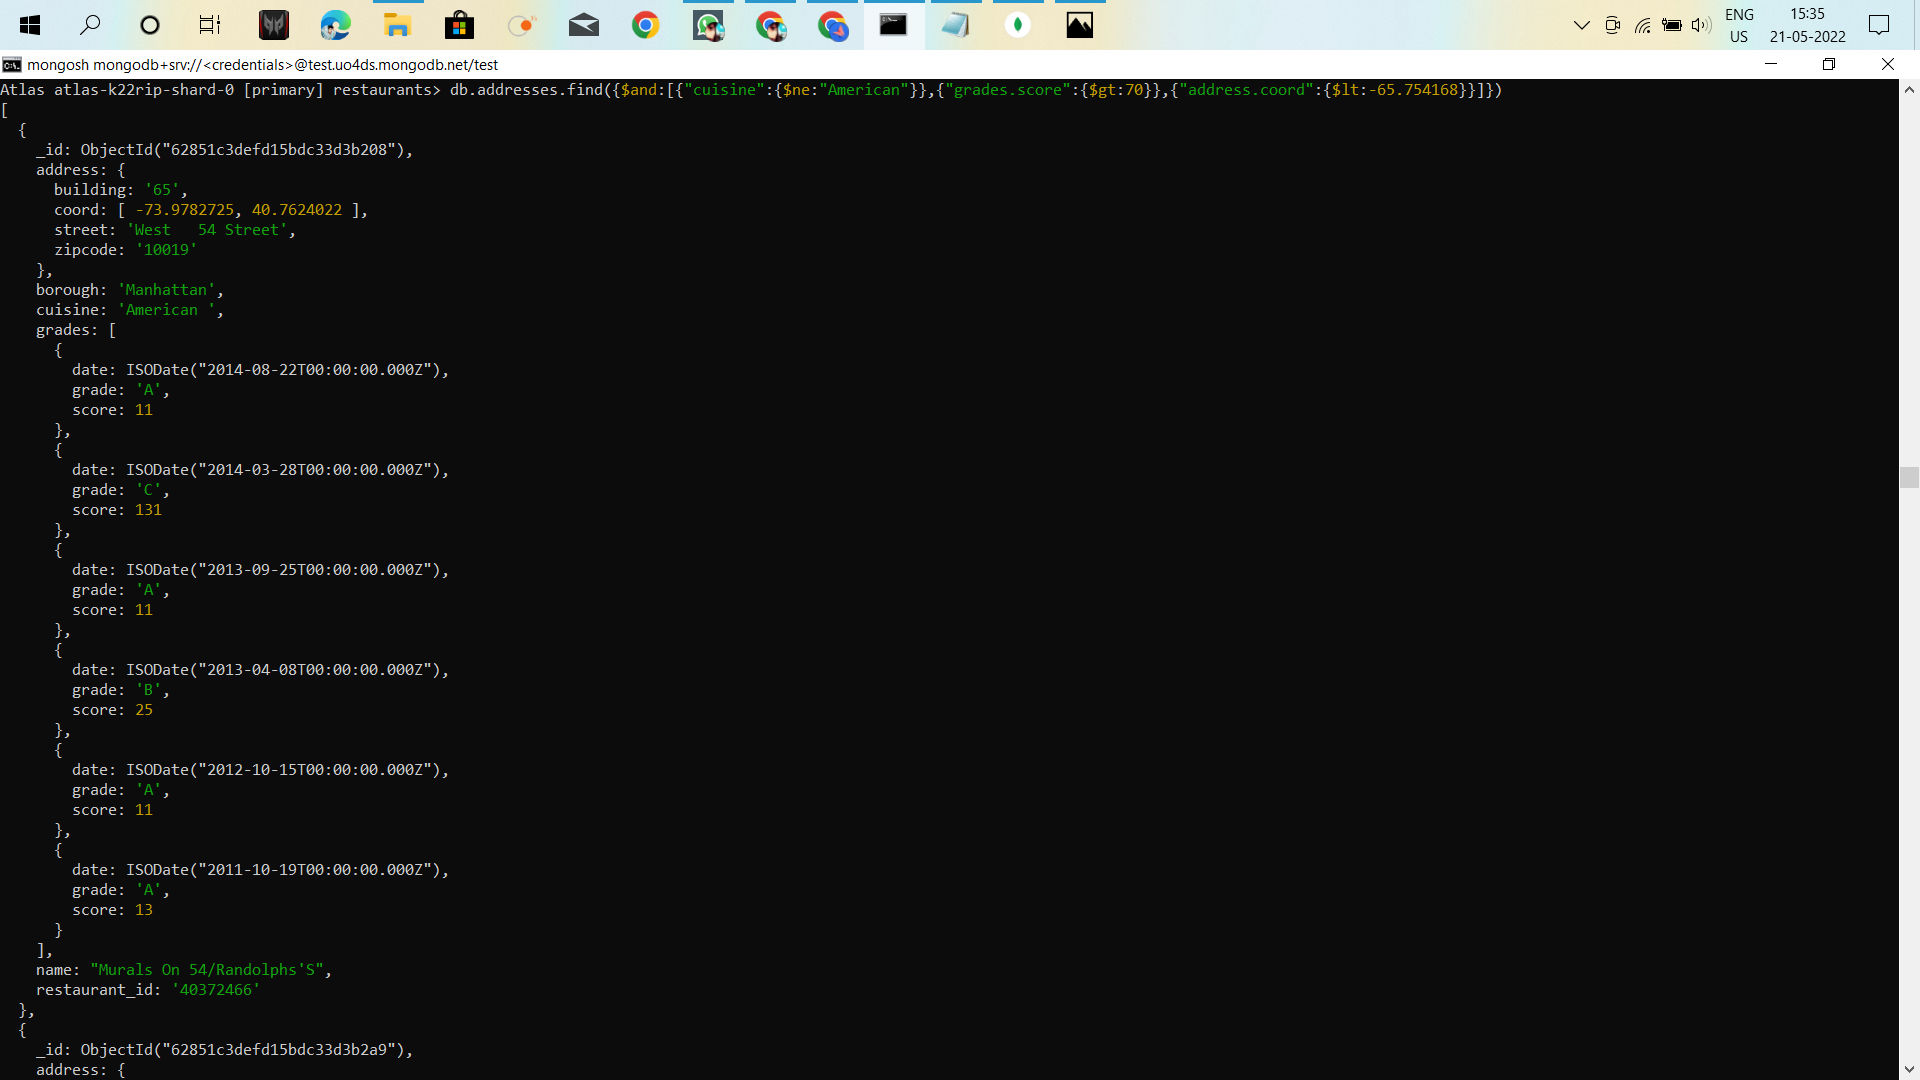 ENG
US
15:35
21-05-2022
mongosh mongodb+srv://<credentials>@test.uo4ds.mongodb.net/test
Atlas atlas-k22rip-shard-0 [primary] restaurants> db.addresses.find({$and:[{"cuisine":{$ne:"American"}},{"grades.score":{$gt:70}},{"address.coord":{$lt:-65.754168}}]})
[
  {
    _id: ObjectId("62851c3defd15bdc33d3b208"),
    address: {
      building: '65',
      coord: [ -73.9782725, 40.7624022 ],
      street: 'West   54 Street',
      zipcode: '10019'
    },
    borough: 'Manhattan',
    cuisine: 'American ',
    grades: [
      {
        date: ISODate("2014-08-22T00:00:00.000Z"),
        grade: 'A',
        score: 11
      },
      {
        date: ISODate("2014-03-28T00:00:00.000Z"),
        grade: 'C',
        score: 131
      },
      {
        date: ISODate("2013-09-25T00:00:00.000Z"),
        grade: 'A',
        score: 11
      },
      {
        date: ISODate("2013-04-08T00:00:00.000Z"),
        grade: 'B',
        score: 25
      },
      {
        date: ISODate("2012-10-15T00:00:00.000Z"),
        grade: 'A',
        score: 11
      },
      {
        date: ISODate("2011-10-19T00:00:00.000Z"),
        grade: 'A',
        score: 13
      }
    ],
    name: "Murals On 54/Randolphs'S",
    restaurant_id: '40372466'
  },
  {
    _id: ObjectId("62851c3defd15bdc33d3b2a9"),
    address: {